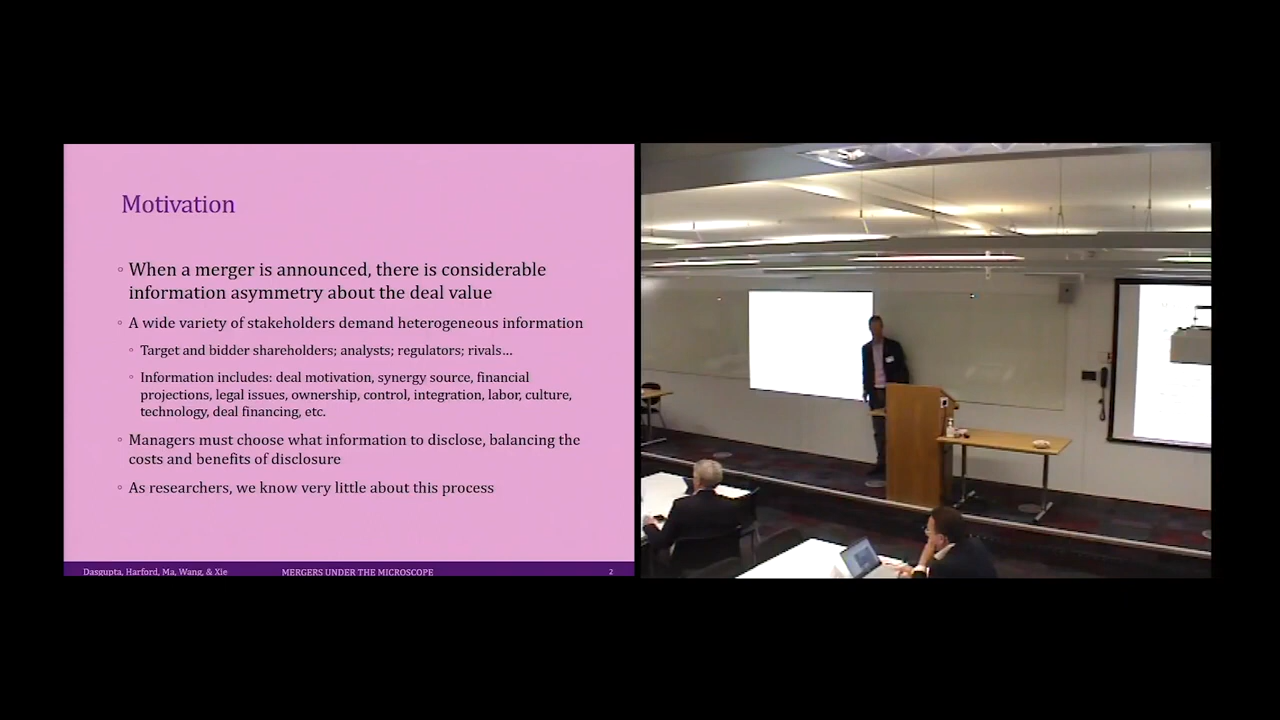 Motivation
◦ When a merger is announced, there is considerable
information asymmetry about the deal value
◦ A wide variety of stakeholders demand heterogeneous information
◦ Target and bidder shareholders; analysts; regulators; rivals…
◦ Information includes: deal motivation, synergy source, financial
projections, legal issues, ownership, control, integration, labor, culture,
technology, deal financing, etc.
◦ Managers must choose what information to disclose, balancing the
costs and benefits of disclosure
◦ As researchers, we know very little about this process
Dasgupta, Harford, Ma, Wang, & Xie
MERGERS UNDER THE MICROSCOPE
2